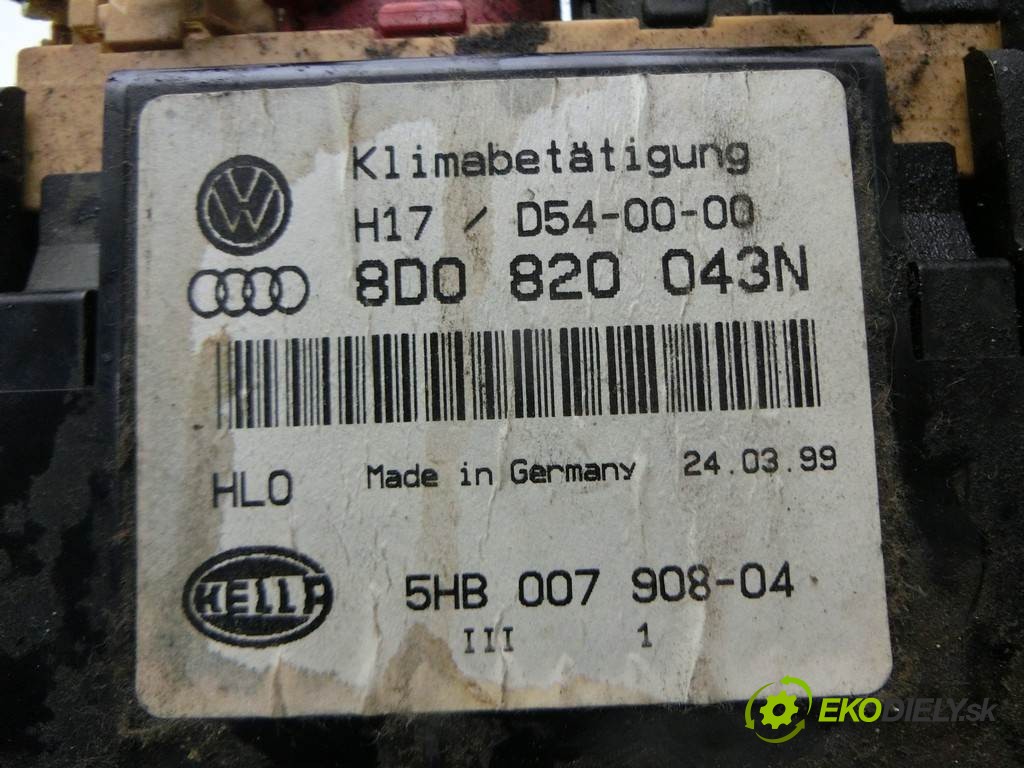 Klimabetätigung
H17 / D54-00-00
8D0 820 043N
HLO Made in Germany 24.03.99
HELLA
5HB 007 908-04
III 1
EKODIELY.sk